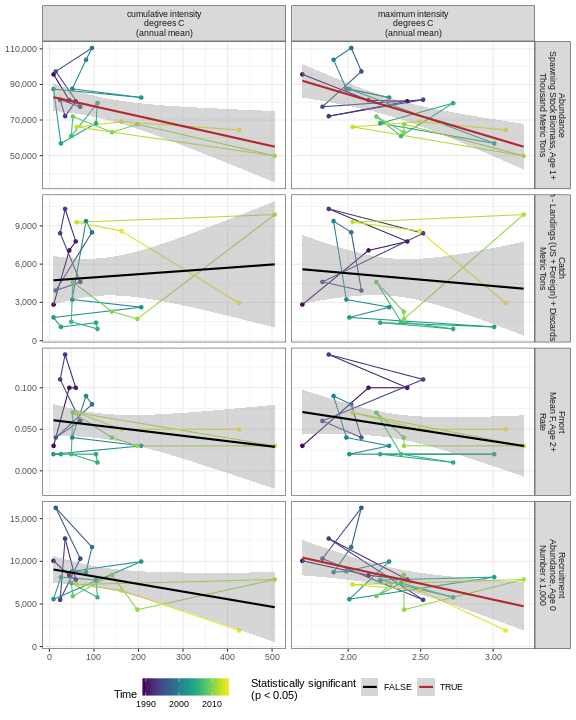 cumulative intensity
degrees C
(annual mean)
maximum intensity
degrees C
(annual mean)
110,000
90,000
70,000
50,000
Abundance
Spawning Stock Biomass, Age 1+
Thousand Metric Tons
9,000
6,000
3,000
0
Catch
- Landings (US + Foreign) + Discards
Metric Tons
0.100
0.050
0.000
Fmort
Mean F, Age 2+
Rate
15,000
10,000
5,000
0
Recruitment
Abundance, Age 0
Number x 1,000
0
100
200
300
400
500
2.00
2.50
3.00
Time
1990
2000
2010
Statistically significant
(p < 0.05)
FALSE
TRUE